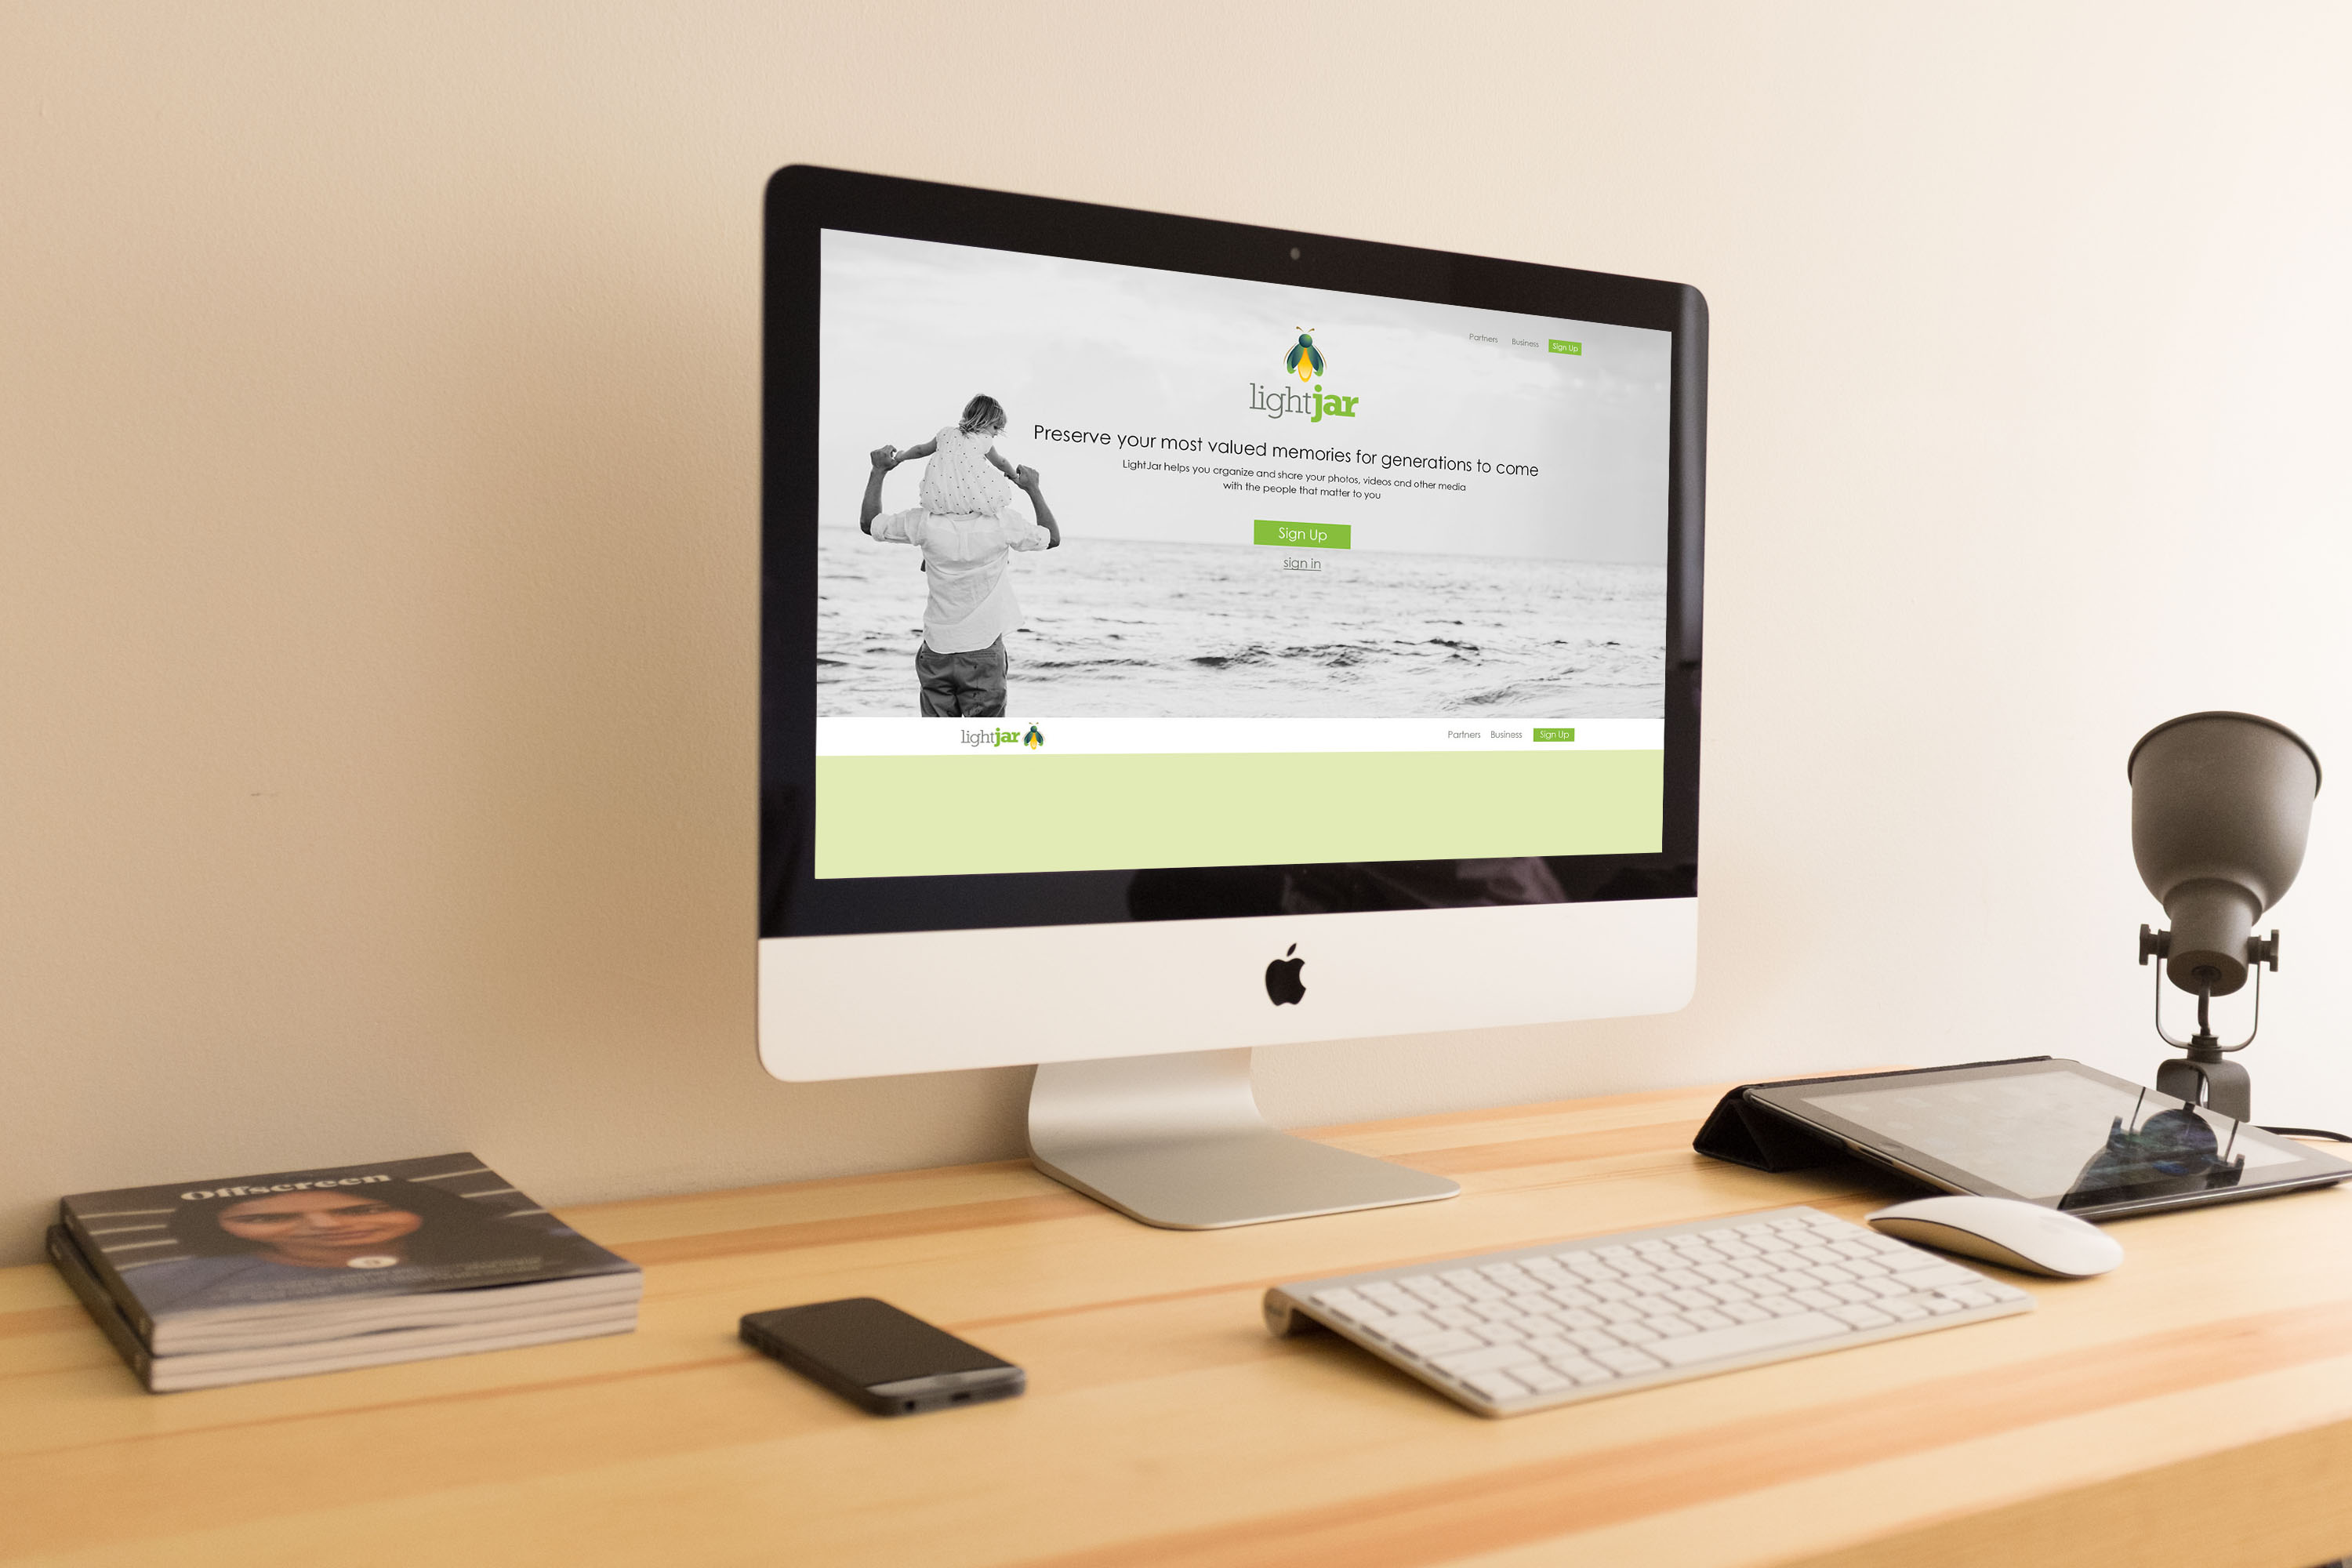 Partners Business Sign Up
lightjar
Preserve your most valued memories for generations to come
LightJar helps you organize and share your photos, videos and other media
with the people that matter to you
Sign Up
sign in
lightjar Partners Business Sign Up
Offscreen